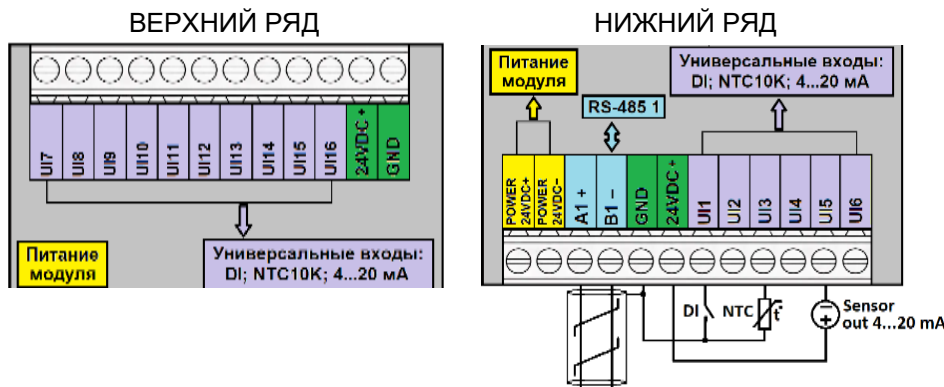 ВЕРХНИЙ РЯД
UI7
UI8
UI9
UI10
UI11
UI12
UI13
UI14
UI15
UI16
24VDC+
GND
Питание
модуля
Универсальные входы:
DI; NTC10K; 4...20 мА
НИЖНИЙ РЯД
Питание
модуля
RS-485 1
Универсальные входы:
DI; NTC10K; 4...20 мА
POWER
24VDC+
POWER
24VDC−
A1 +
B1 −
GND
24VDC+
UI1
UI2
UI3
UI4
UI5
UI6
DI
NTC
t°
Sensor
out 4...20 mA